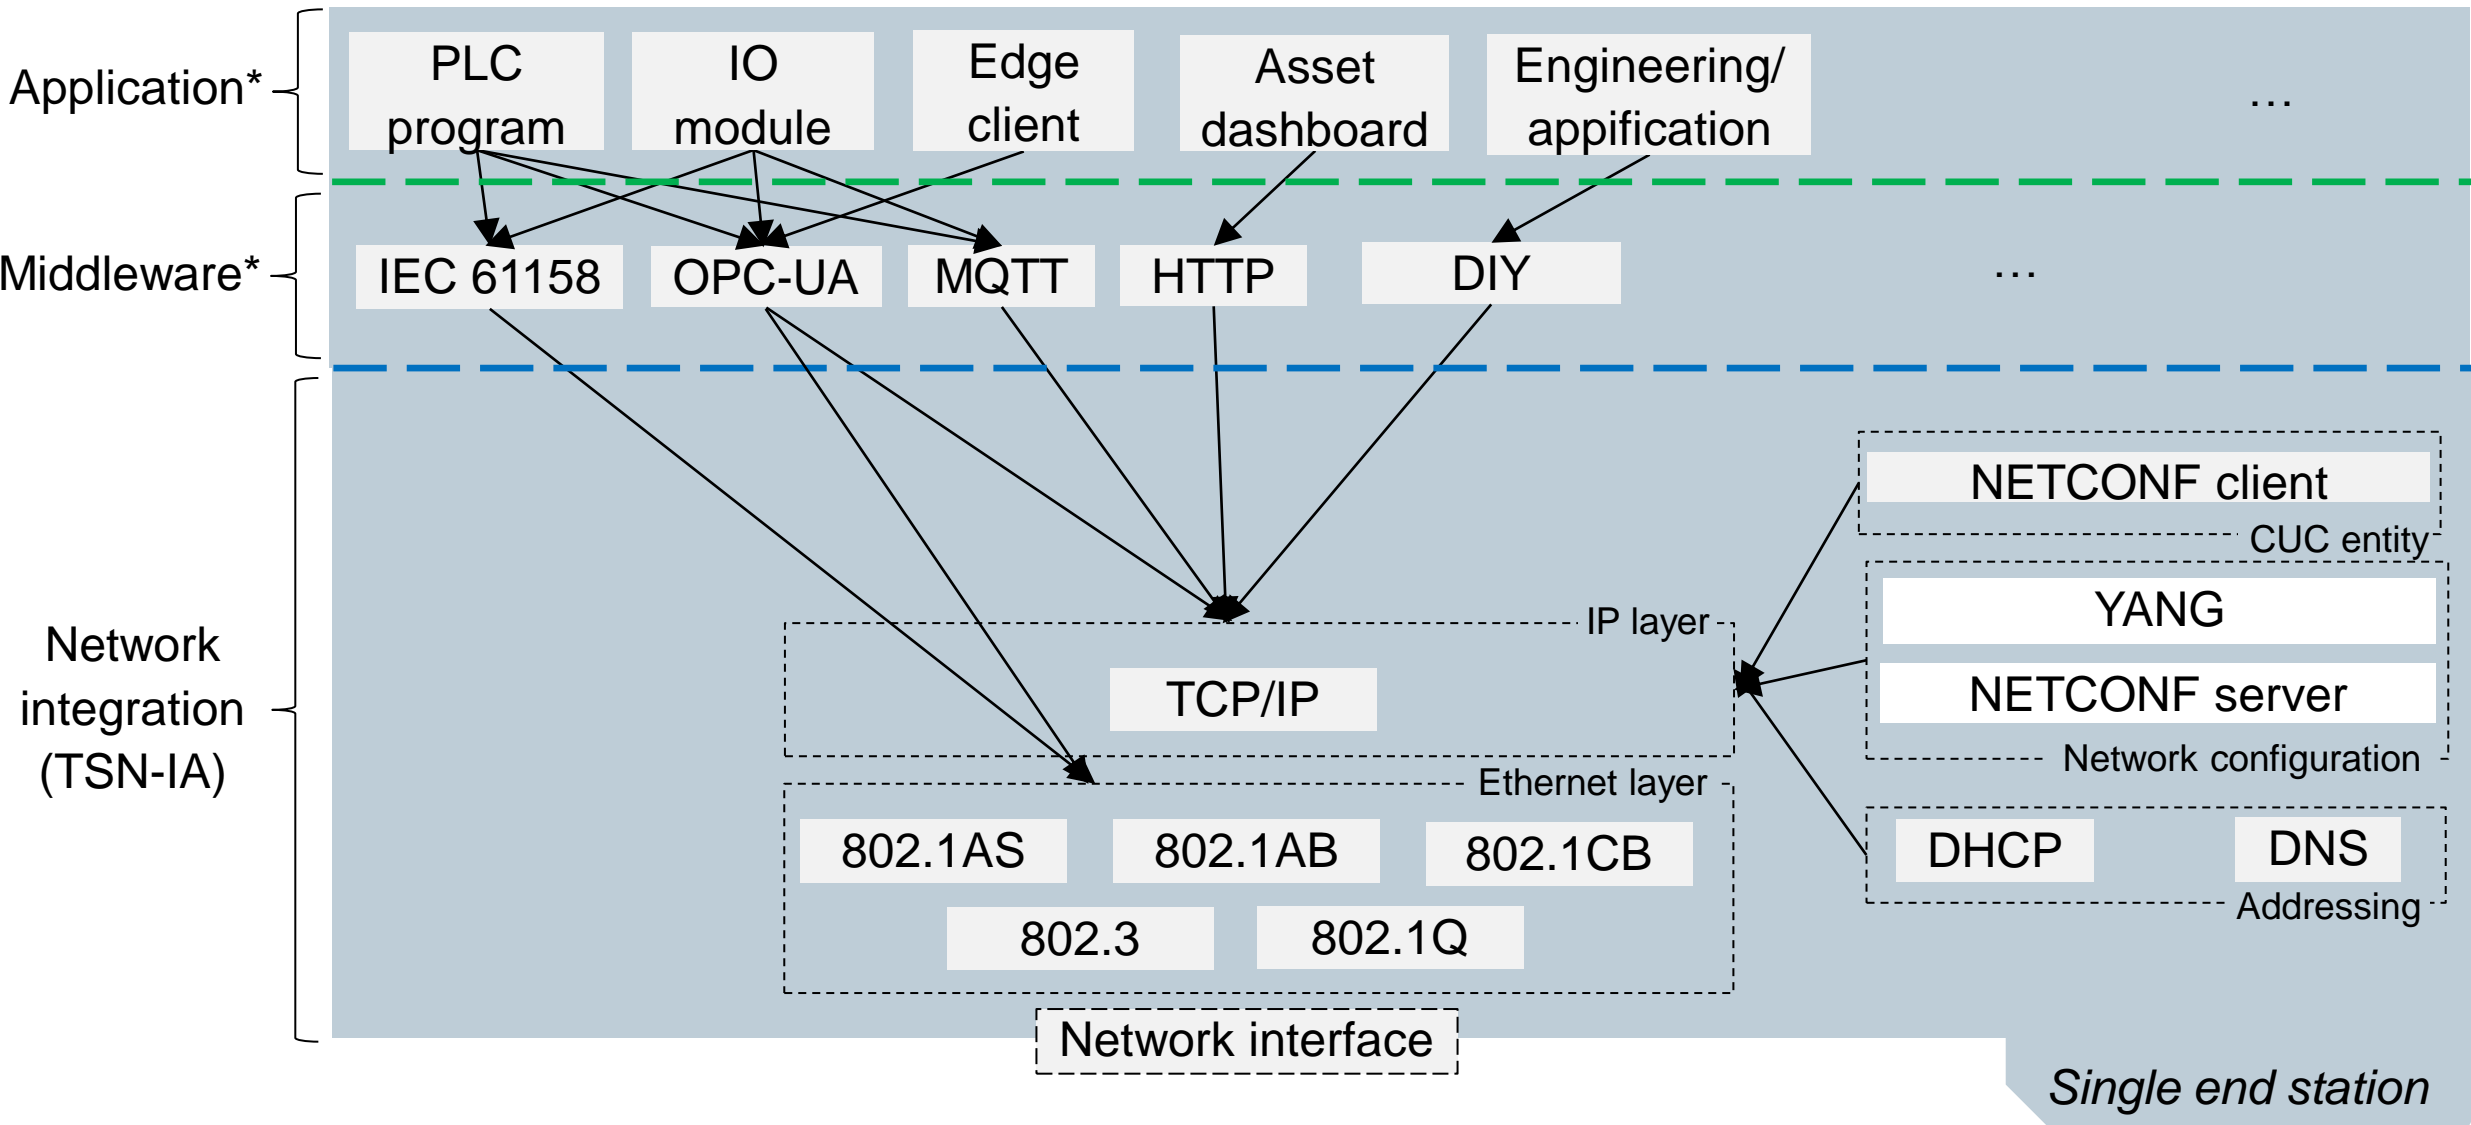 Application*
PLC
program
IO
module
Edge
client
Asset
dashboard
Engineering/
appification
...
Middleware*
IEC 61158
OPC-UA
MQTT
HTTP
DIY
...
Network
integration
(TSN-IA)
NETCONF client
CUC entity
YANG
NETCONF server
Network configuration
IP layer
TCP/IP
Ethernet layer
802.1AS
802.1AB
802.1CB
802.3
802.1Q
DHCP
DNS
Addressing
Network interface
Single end station